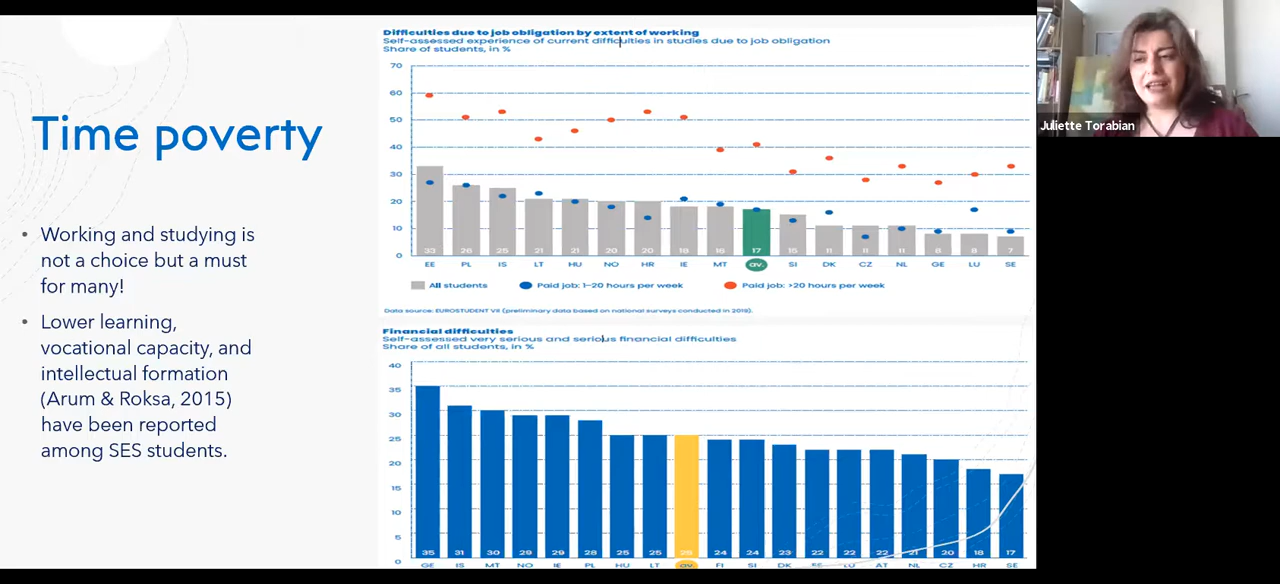 Time poverty
• Working and studying is
not a choice but a must
for many!
• Lower learning,
vocational capacity, and
intellectual formation
(Arum & Roksa, 2015)
have been reported
among SES students.
Difficulties due to job obligation by extent of working
Self-assessed experience of current difficulties in studies due to job obligation
Share of students, in %
70
60
50
40
30
20
10
0
33 26 25 21 21 20 20 18 17 15 11 11 8 8 7
EE PL IS LT HU NO HR IE MT av. SI DK CZ NL GE LU SE
All students Paid job: 1-20 hours per week Paid job: >20 hours per week
Data source: EUROSTUDENT VII (preliminary data based on national surveys conducted in 2019).
Financial difficulties
Self-assessed very serious and serious financial difficulties
Share of all students, in %
40
35
30
25
20
15
10
5
0
35 31 30 29 29 28 25 25 25 24 24 23 22 22 22 21 20 18 17
GE IS MT NO IE PL HU LT av. FI SI DK EE LU AT NL CZ HR SE
Juliette Torabian